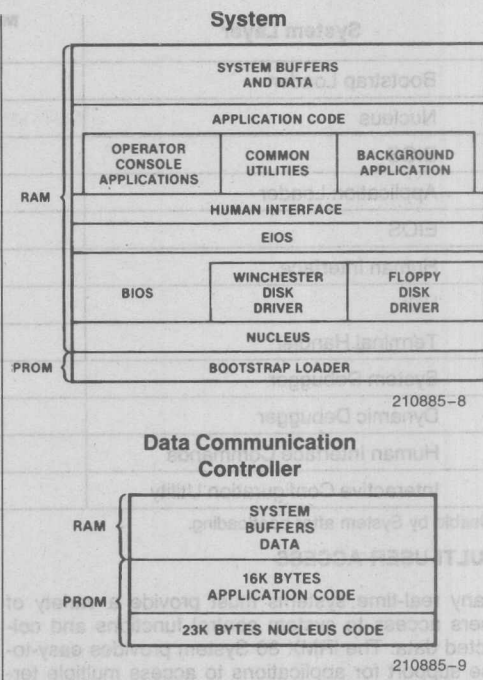 System
SYSTEM BUFFERS
AND DATA
APPLICATION CODE
OPERATOR
CONSOLE
APPLICATIONS
COMMON
UTILITIES
BACKGROUND
APPLICATION
RAM
HUMAN INTERFACE
EIOS
BIOS
WINCHESTER
DISK
DRIVER
FLOPPY
DISK
DRIVER
NUCLEUS
PROM
BOOTSTRAP LOADER
210885-8
Data Communication
Controller
RAM
SYSTEM
BUFFERS
DATA
PROM
16K BYTES
APPLICATION CODE
23K BYTES NUCLEUS CODE
210885-9